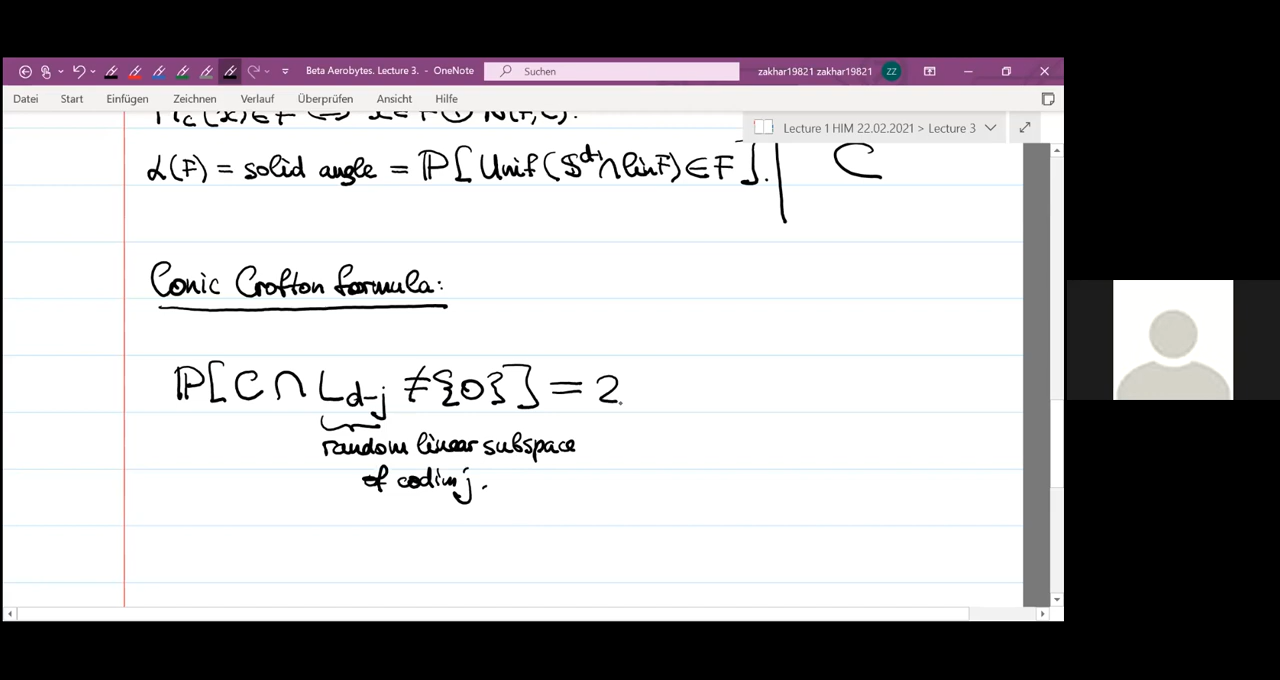 Beta Aerobytes. Lecture 3. - OneNote
Suchen
zakhar19821 zakhar19821
ZZ
Datei Start Einfügen Zeichnen Verlauf Überprüfen Ansicht Hilfe
Lecture 1 HIM 22.02.2021 > Lecture 3
α(F) = solid angle = ℙ[Unif(𝕊^{d-1} ∩ lin F) ∈ F].
C
Conic Crofton formula:
ℙ[C ∩ L_{d-j} ≠ {0}] = 2.
random linear subspace
of codim j.